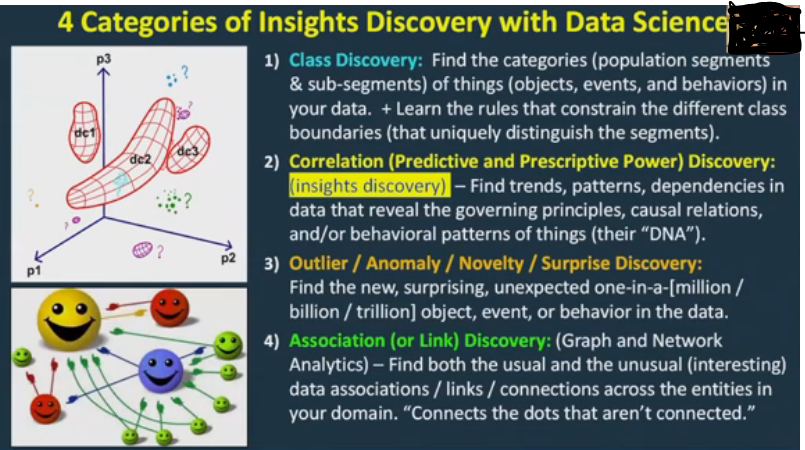 4 Categories of Insights Discovery with Data Science
p3
dc1
dc2
dc3
p1
p2
?
?
?
?
?
?
1) Class Discovery: Find the categories (population segments
& sub-segments) of things (objects, events, and behaviors) in
your data. + Learn the rules that constrain the different class
boundaries (that uniquely distinguish the segments).
2) Correlation (Predictive and Prescriptive Power) Discovery:
(insights discovery) – Find trends, patterns, dependencies in
data that reveal the governing principles, causal relations,
and/or behavioral patterns of things (their “DNA”).
3) Outlier / Anomaly / Novelty / Surprise Discovery:
Find the new, surprising, unexpected one-in-a-[million /
billion / trillion] object, event, or behavior in the data.
4) Association (or Link) Discovery: (Graph and Network
Analytics) – Find both the usual and the unusual (interesting)
data associations / links / connections across the entities in
your domain. “Connects the dots that aren’t connected.”